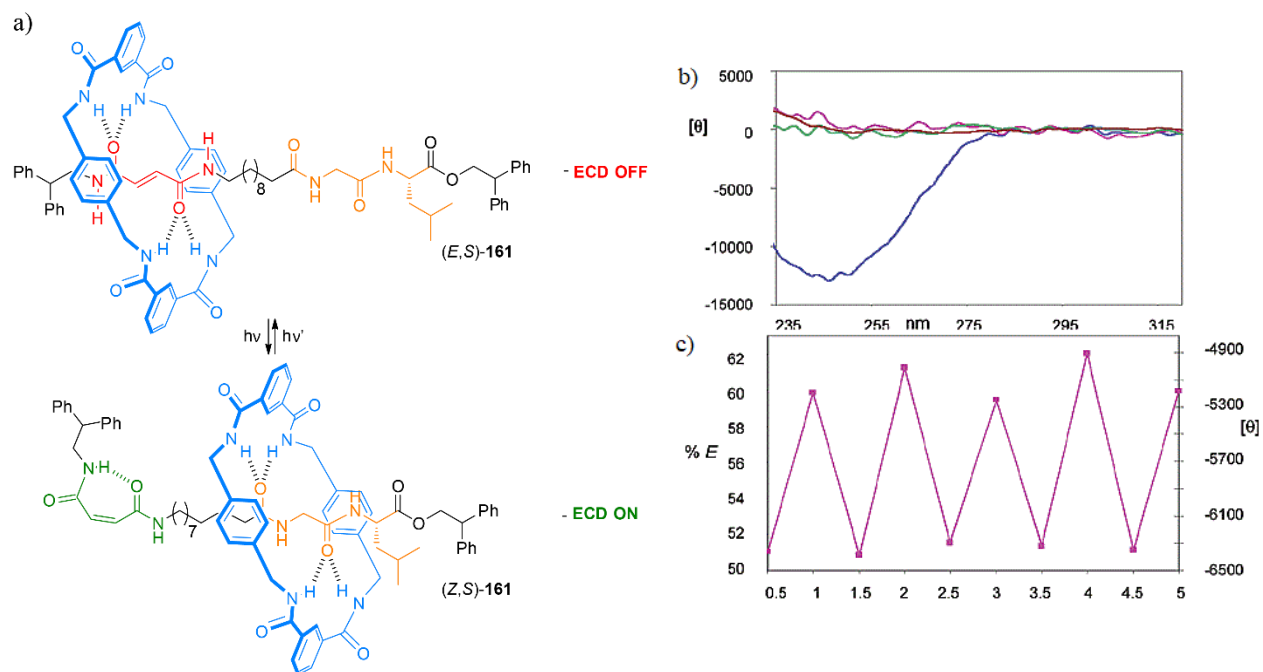 a)
O
O
N
H
H
N
O
H
N
N
H
O
Ph
Ph
8
O
N
H
O
H
N
O
O
Ph
Ph
- ECD OFF
N
H
H
N
O
O
(E,S)-161
hν
hν'
O
O
N
H
H
N
Ph
Ph
N
H
O
O
N
H
7
O
N
H
O
H
N
O
O
Ph
Ph
- ECD ON
N
H
H
N
O
O
(Z,S)-161
b)
5000
[θ]
0
-5000
-10000
-15000
235
255
nm
275
295
315
c)
62
60
58
56
% E
54
52
50
-4900
-5300
[θ]
-5700
-6100
-6500
0.5
1
1.5
2
2.5
3
3.5
4
4.5
5